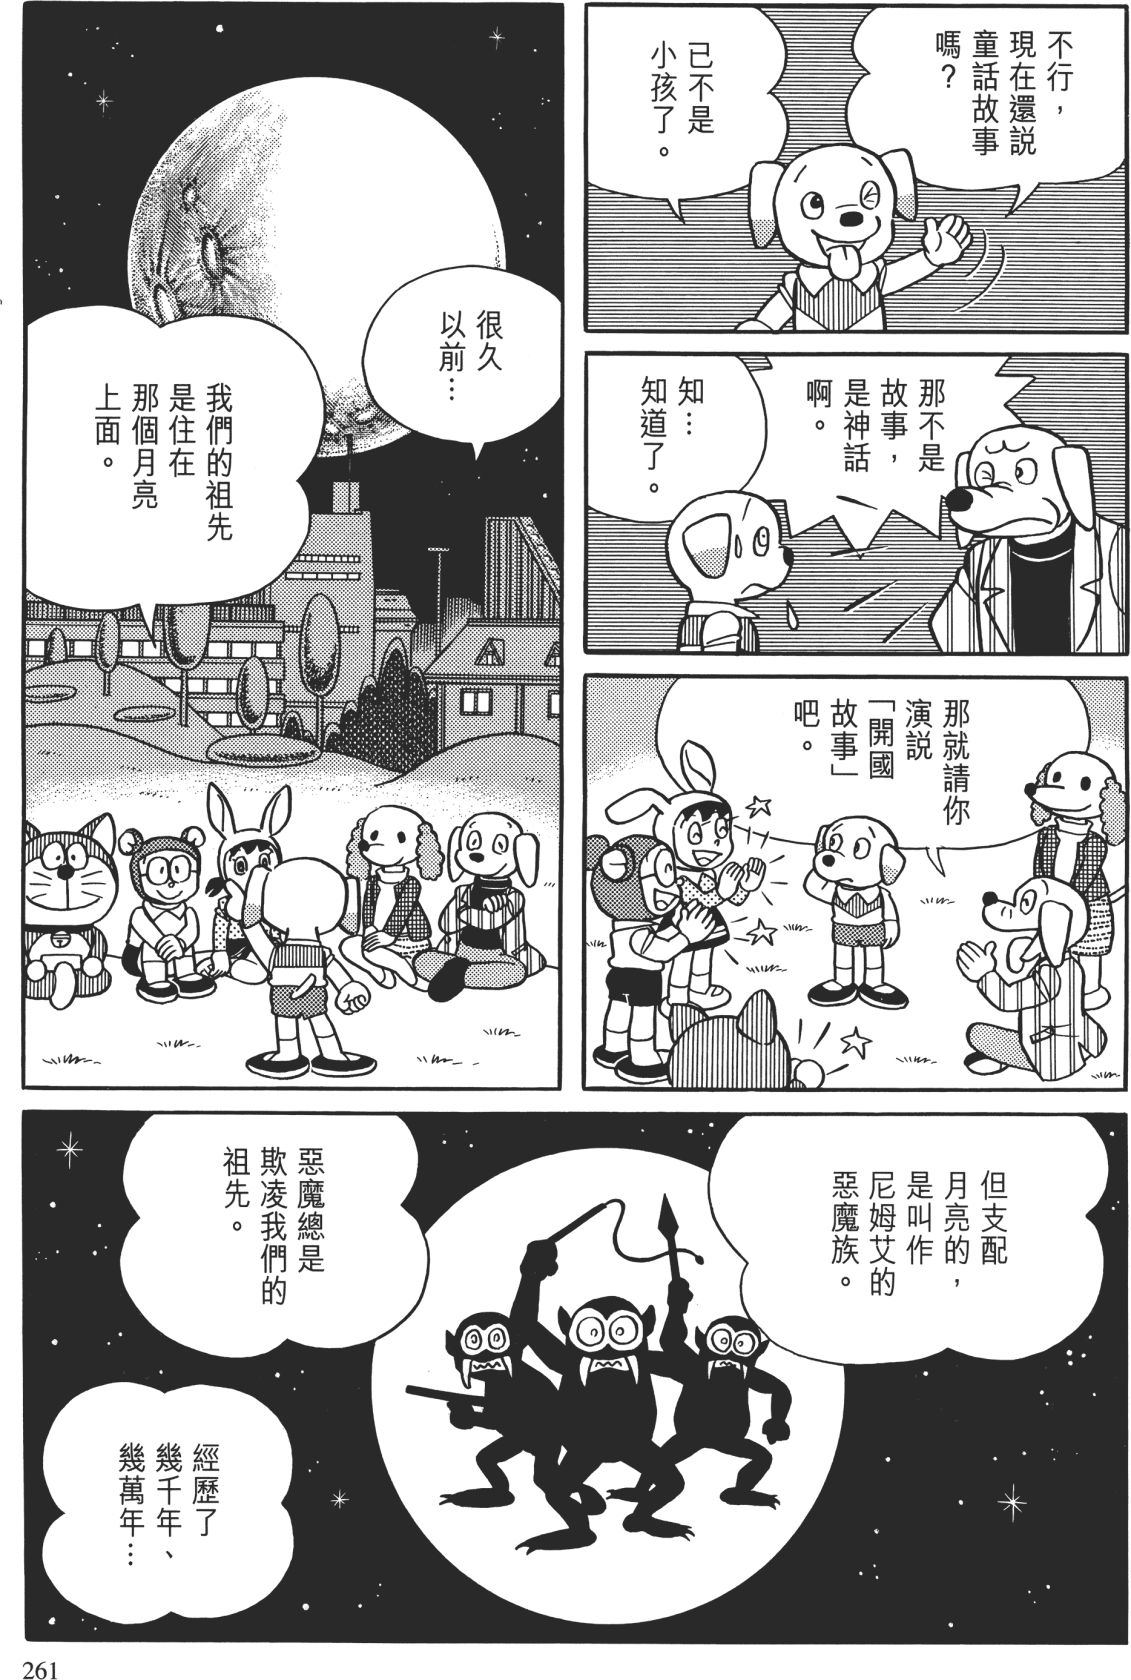 不行，
現在還說
童話故事
嗎？
已不是
小孩了。
那不是
故事，
是神話
啊。
知…
知道了。
那就請你
演說
「開國
故事」
吧。
很久
以前…
我們的祖先
是住在
那個月亮
上面。
但支配
月亮的，
是叫作
尼姆艾的
惡魔族。
惡魔總是
欺凌我們的
祖先。
經歷了
幾千年、
幾萬年…
261